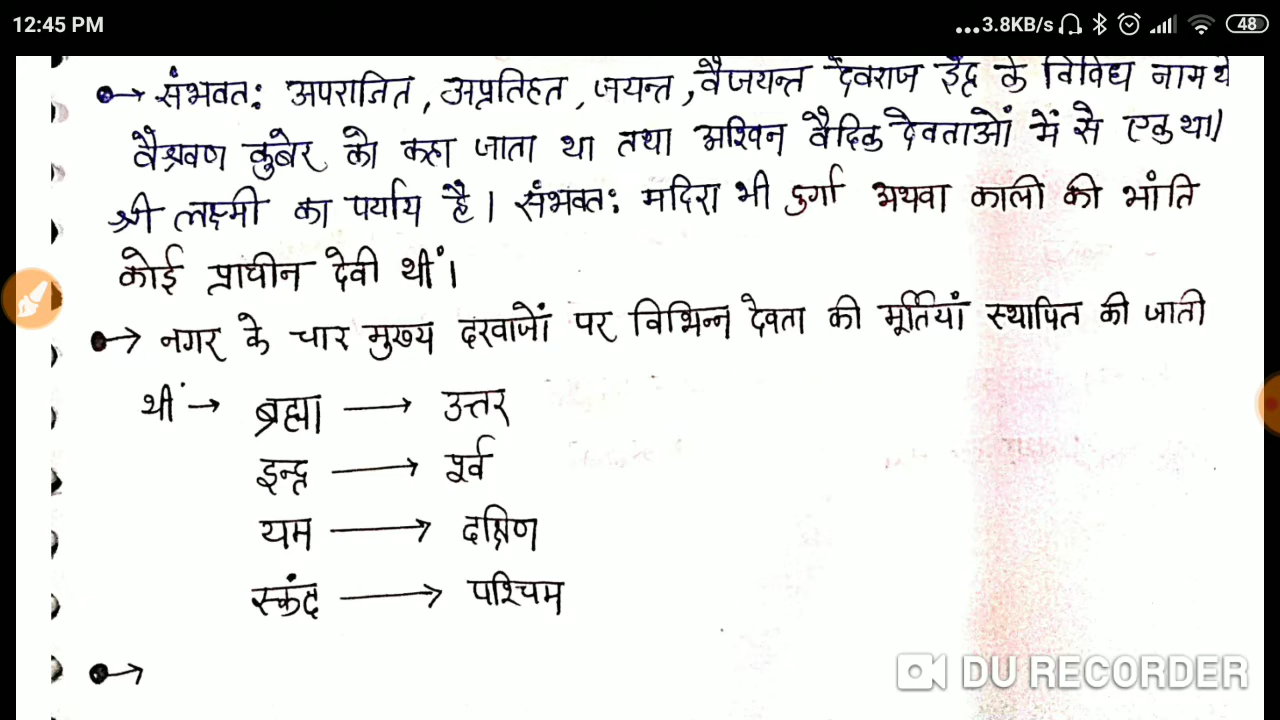 12:45 PM
...3.8KB/s 48
संभवतः अपराजित, अप्रतिहत, जयन्त, वैजयन्त देवराज इंद्र के विविध नाम थे
वैश्रवण कुबेर को कहा जाता था तथा अश्विन वैदिक देवताओं में से एक था।
श्री लक्ष्मी का पर्याय है। संभवतः मदिरा भी दुर्गा अथवा काली की भांति
कोई प्राचीन देवी थीं।
नगर के चार मुख्य दरवाजों पर विभिन्न देवता की मूर्तियां स्थापित की जाती
थीं → ब्रह्मा → उत्तर
इन्द्र → पूर्व
यम → दक्षिण
स्कंद → पश्चिम
DU RECORDER